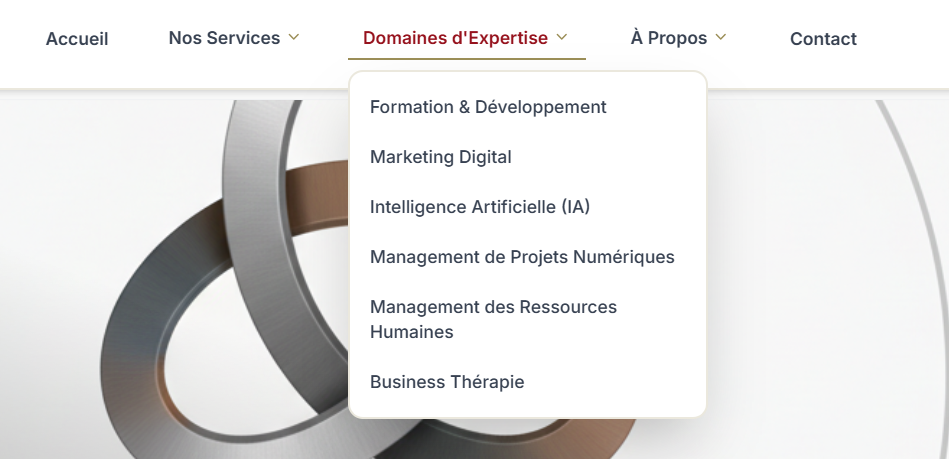 Accueil Nos Services Domaines d'Expertise À Propos Contact
Formation & Développement
Marketing Digital
Intelligence Artificielle (IA)
Management de Projets Numériques
Management des Ressources
Humaines
Business Thérapie